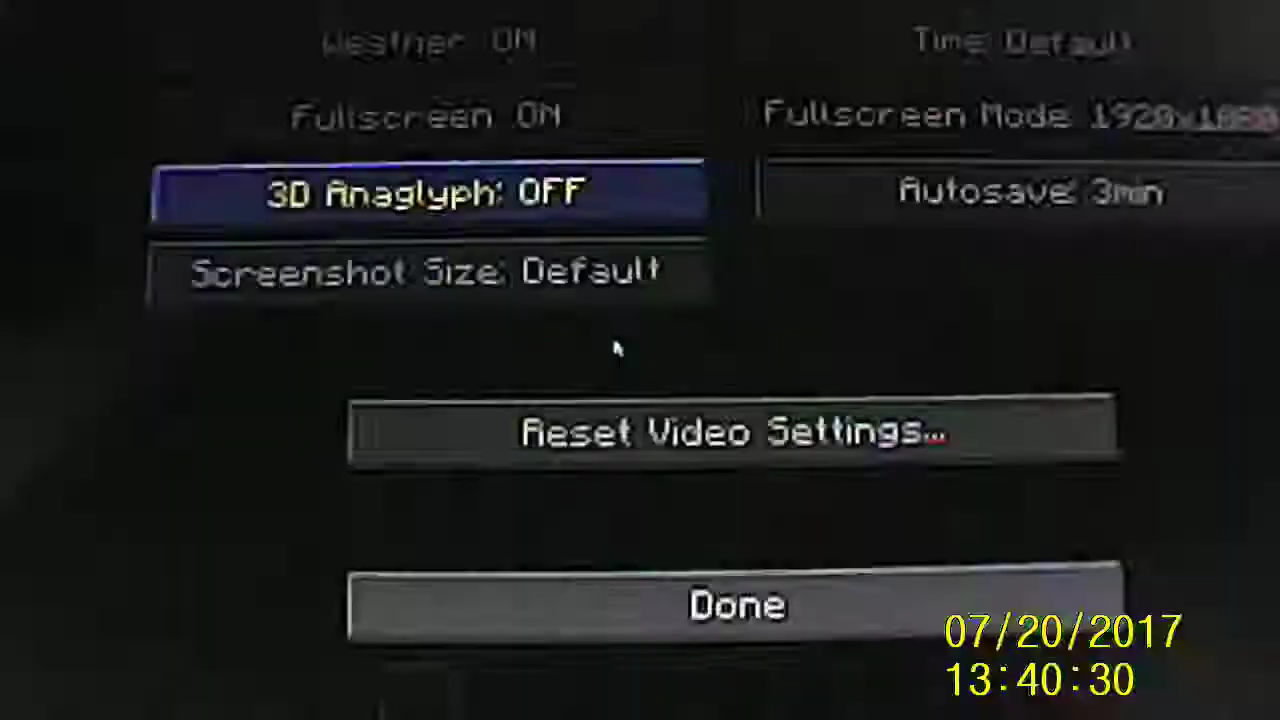 Weather: ON
Time: Default
Fullscreen: ON
Fullscreen Mode: 1920x1080
3D Anaglyph: OFF
Autosave: 3min
Screenshot Size: Default
Reset Video Settings...
Done
07/20/2017
13:40:30